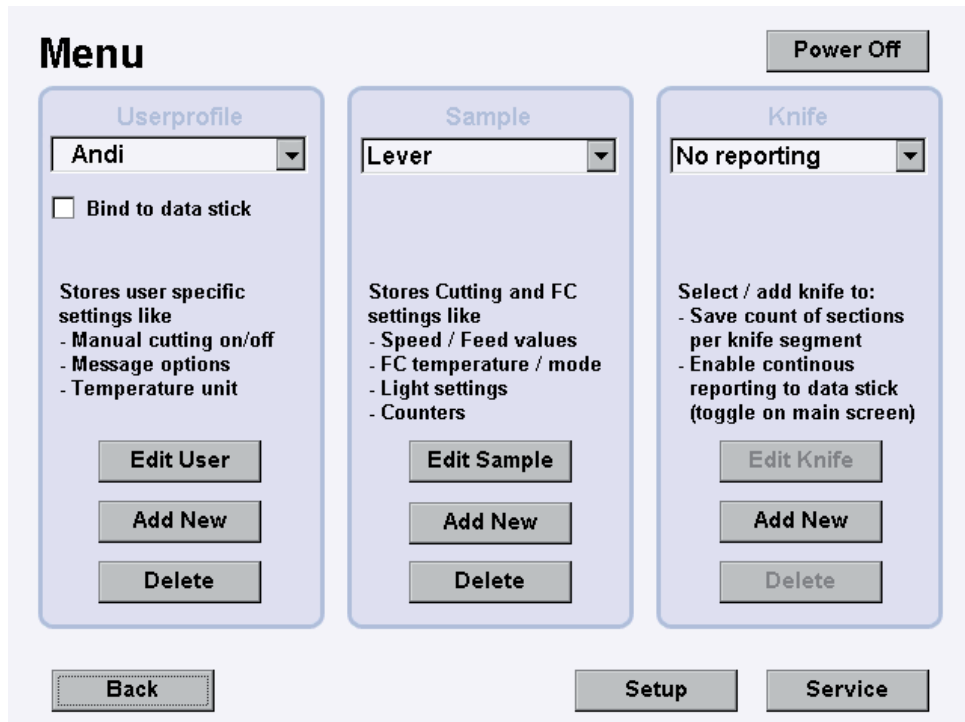 Menu
Power Off
Userprofile
Andi
Bind to data stick
Stores user specific
settings like
- Manual cutting on/off
- Message options
- Temperature unit
Edit User
Add New
Delete
Sample
Lever
Stores Cutting and FC
settings like
- Speed / Feed values
- FC temperature / mode
- Light settings
- Counters
Edit Sample
Add New
Delete
Knife
No reporting
Select / add knife to:
- Save count of sections
per knife segment
- Enable continous
reporting to data stick
(toggle on main screen)
Edit Knife
Add New
Delete
Back
Setup
Service